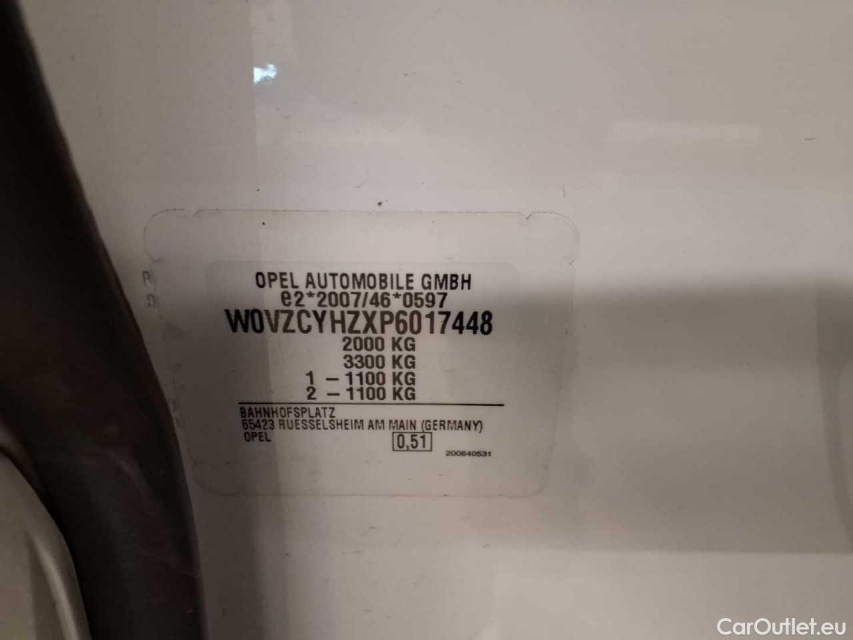 OPEL AUTOMOBILE GMBH
e2*2007/46*0597
W0VZCYHZXP6017448
2000 KG
3300 KG
1 – 1100 KG
2 – 1100 KG
BAHNHOFSPLATZ
65423 RUESSELSHEIM AM MAIN (GERMANY)
OPEL
0,51
200640531
CarOutlet.eu